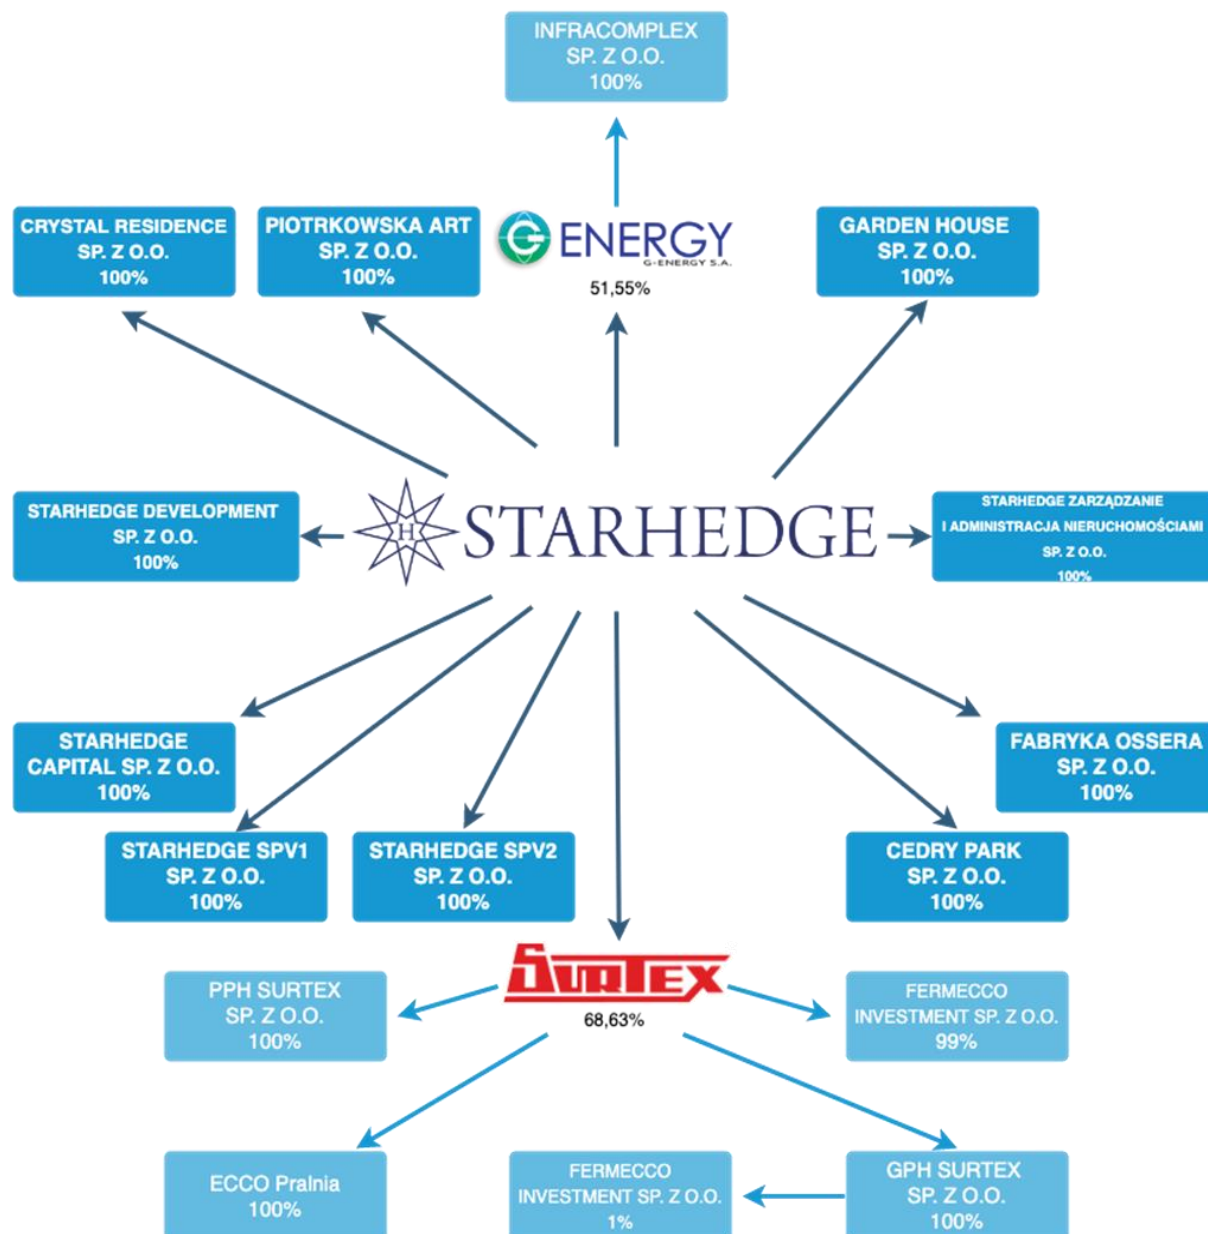 INFRACOMPLEX
SP. Z O.O.
100%
CRYSTAL RESIDENCE
SP. Z O.O.
100%
PIOTRKOWSKA ART
SP. Z O.O.
100%
G ENERGY
G-ENERGY S.A.
51,55%
GARDEN HOUSE
SP. Z O.O.
100%
STARHEDGE DEVELOPMENT
SP. Z O.O.
100%
H STARHEDGE
STARHEDGE ZARZĄDZANIE
I ADMINISTRACJA NIERUCHOMOŚCIAMI
SP. Z O.O.
100%
STARHEDGE
CAPITAL SP. Z O.O.
100%
FABRYKA OSSERA
SP. Z O.O.
100%
STARHEDGE SPV1
SP. Z O.O.
100%
STARHEDGE SPV2
SP. Z O.O.
100%
CEDRY PARK
SP. Z O.O.
100%
SURTEX
68,63%
PPH SURTEX
SP. Z O.O.
100%
FERMECCO
INVESTMENT SP. Z O.O.
99%
ECCO Pralnia
100%
FERMECCO
INVESTMENT SP. Z O.O.
1%
GPH SURTEX
SP. Z O.O.
100%